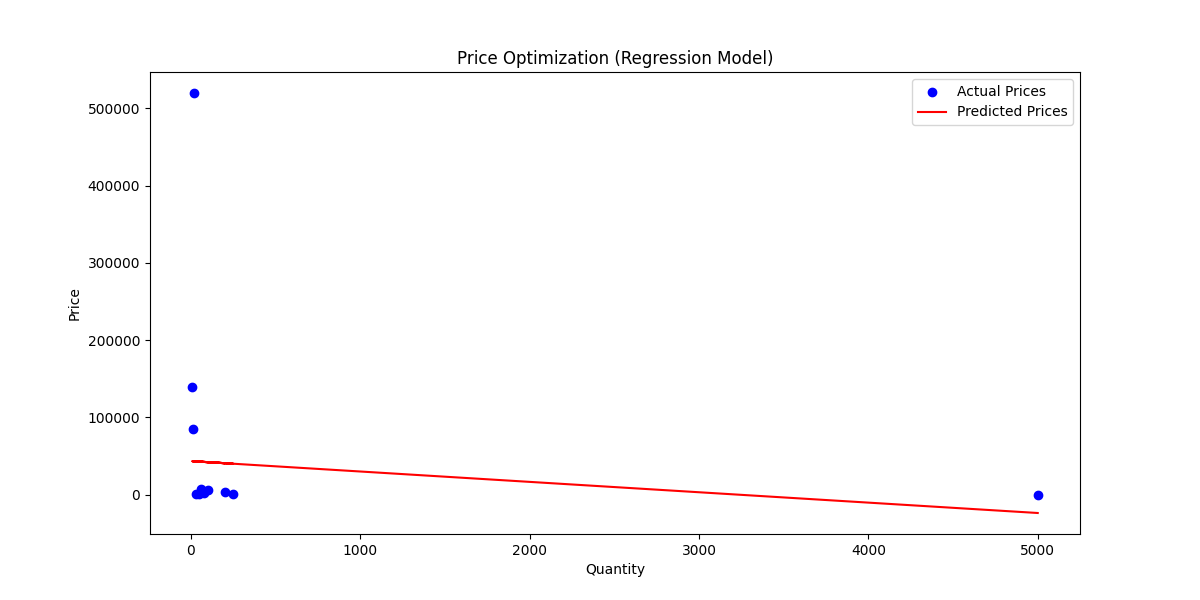 Price Optimization (Regression Model)
Actual Prices
Predicted Prices
500000
400000
300000
200000
100000
0
Price
0 1000 2000 3000 4000 5000
Quantity